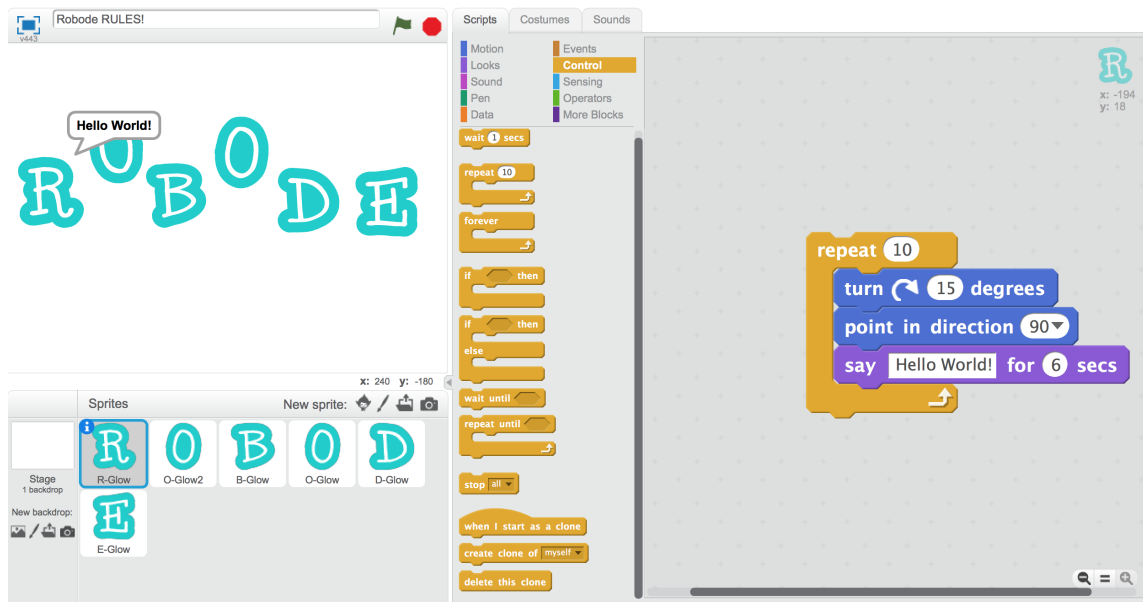 Robode RULES!
v443
Hello World!
R O B O D E
x: 240 y: -180
Sprites
New sprite:
Stage
1 backdrop
New backdrop:
R
R-Glow
O
O-Glow2
B
B-Glow
O
O-Glow
D
D-Glow
E
E-Glow
Scripts
Costumes
Sounds
Motion
Looks
Sound
Pen
Data
Events
Control
Sensing
Operators
More Blocks
wait 1 secs
repeat 10
forever
if then
if then
else
wait until
repeat until
stop all
when I start as a clone
create clone of myself
delete this clone
R
x: -194
y: 18
repeat 10
turn 15 degrees
point in direction 90
say Hello World! for 6 secs